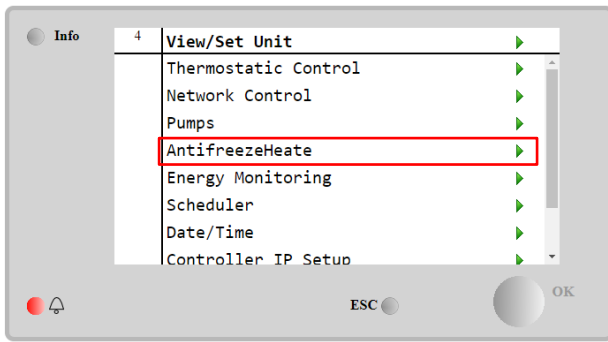 Info
4 View/Set Unit
Thermostatic Control
Network Control
Pumps
AntifreezeHeate
Energy Monitoring
Scheduler
Date/Time
Controller IP Setup
ESC
OK